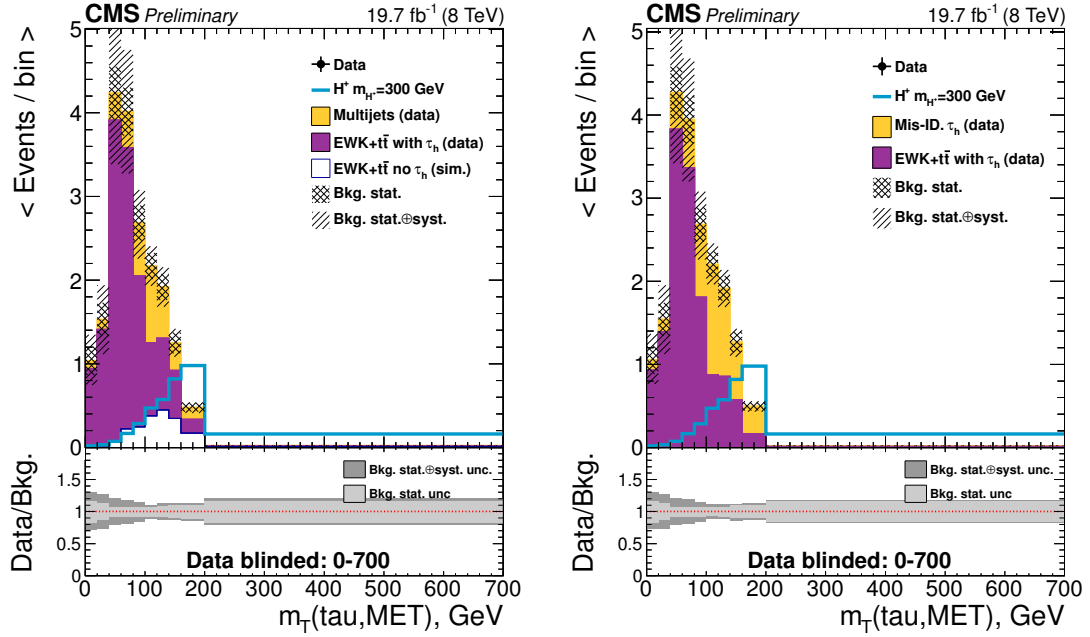 CMS Preliminary 19.7 fb⁻¹ (8 TeV)
< Events / bin >
5
4
3
2
1
0
Data
H⁺ m_H⁺=300 GeV
Multijets (data)
EWK+tt̄ with τ_h (data)
EWK+tt̄ no τ_h (sim.)
Bkg. stat.
Bkg. stat.⊕syst.
Data/Bkg.
1.5
1
0.5
0
Bkg. stat.⊕syst. unc.
Bkg. stat. unc
Data blinded: 0-700
0 100 200 300 400 500 600 700
m_T(tau,MET), GeV
CMS Preliminary 19.7 fb⁻¹ (8 TeV)
< Events / bin >
5
4
3
2
1
0
Data
H⁺ m_H⁺=300 GeV
Mis-ID. τ_h (data)
EWK+tt̄ with τ_h (data)
Bkg. stat.
Bkg. stat.⊕syst.
Data/Bkg.
1.5
1
0.5
0
Bkg. stat.⊕syst. unc.
Bkg. stat. unc
Data blinded: 0-700
0 100 200 300 400 500 600 700
m_T(tau,MET), GeV